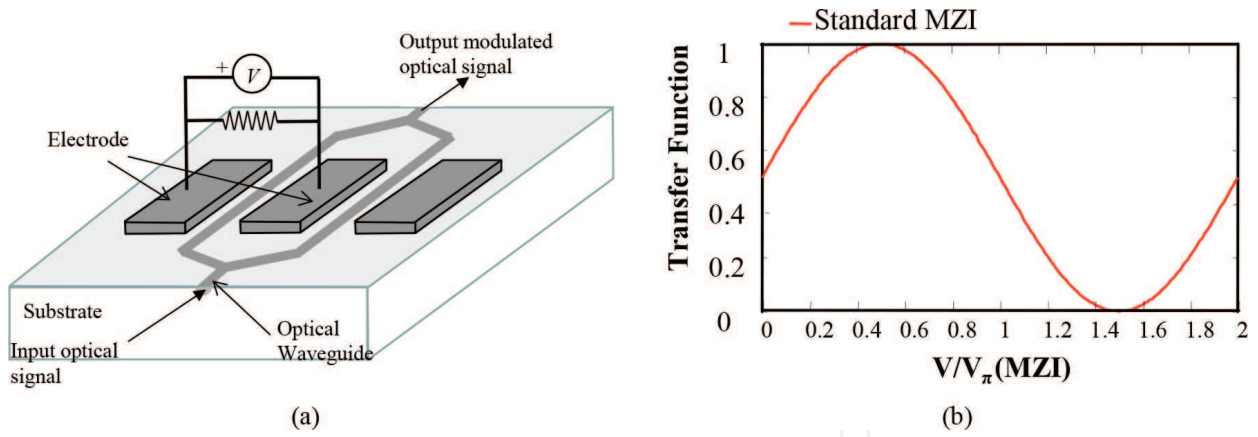 Output modulated
optical signal
+
V
Electrode
Substrate
Input optical
signal
Optical
Waveguide
(a)
Standard MZI
Transfer Function
1
0.8
0.6
0.4
0.2
0
0
0.2
0.4
0.6
0.8
1
1.2
1.4
1.6
1.8
2
V/Vπ(MZI)
(b)